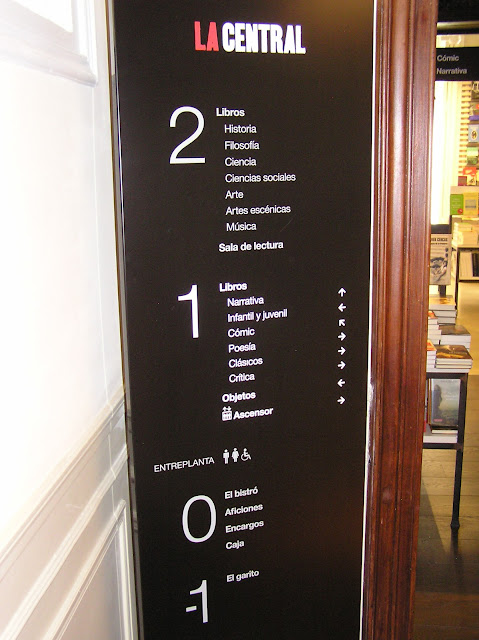 LA CENTRAL
2
Libros
Historia
Filosofía
Ciencia
Ciencias sociales
Arte
Artes escénicas
Música
Sala de lectura
1
Libros
Narrativa
Infantil y juvenil
Cómic
Poesía
Clásicos
Crítica
Objetos
Ascensor
ENTREPLANTA
0
El bistró
Aficiones
Encargos
Caja
-1
El garito
Cómic
Narrativa